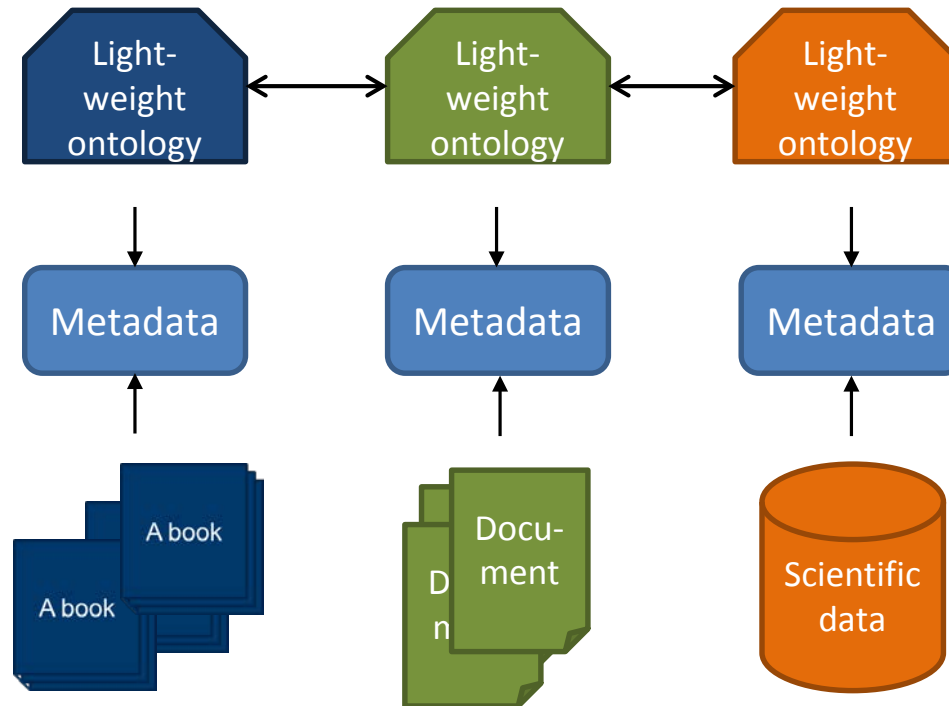 Light-
weight
ontology
Light-
weight
ontology
Light-
weight
ontology
Metadata
Metadata
Metadata
A book
A book
Docu-
ment
D
m
Scientific
data